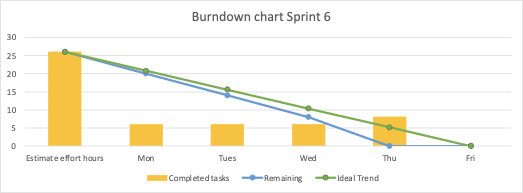 Burndown chart Sprint 6
30
25
20
15
10
5
0
Estimate effort hours Mon Tues Wed Thu Fri
Completed tasks Remaining Ideal Trend